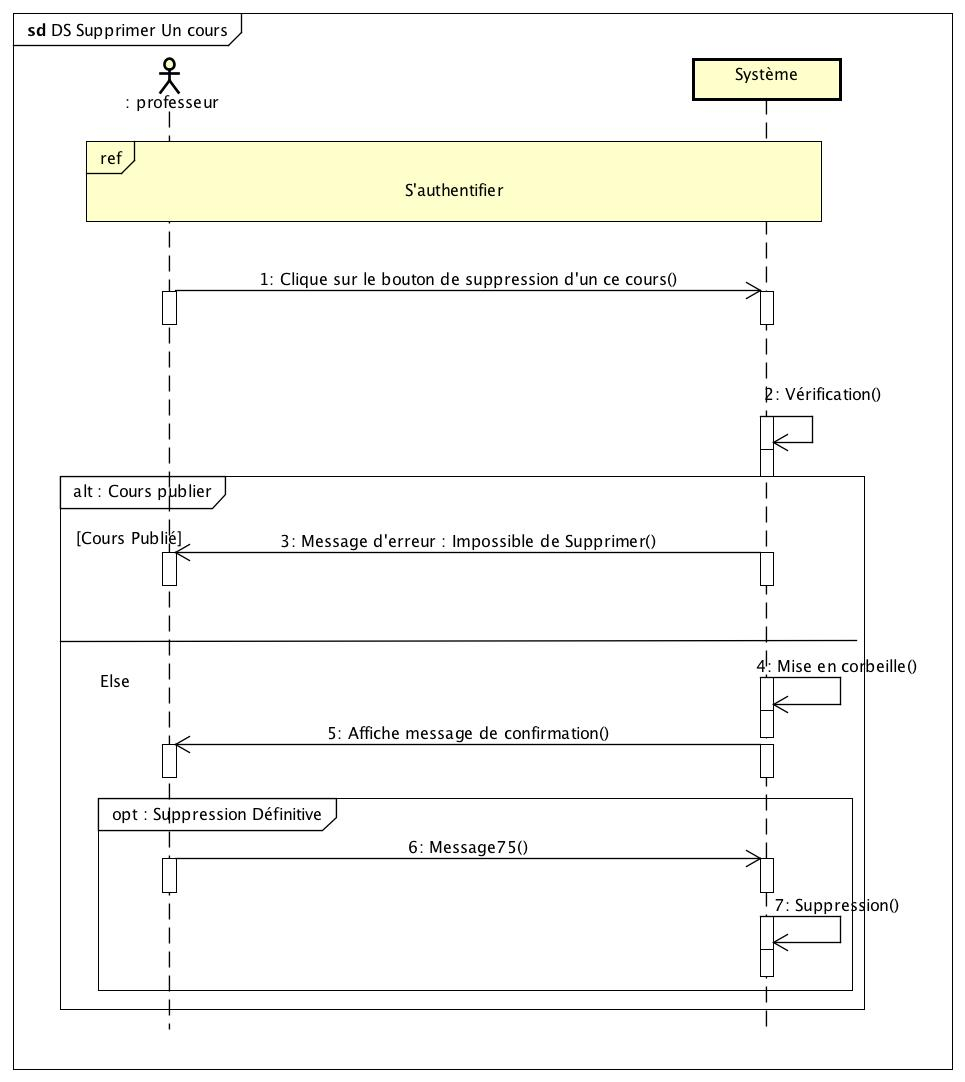 sd DS Supprimer Un cours
: professeur
Système
ref
S'authentifier
1: Clique sur le bouton de suppression d'un ce cours()
2: Vérification()
alt : Cours publier
[Cours Publié]
3: Message d'erreur : Impossible de Supprimer()
4: Mise en corbeille()
Else
5: Affiche message de confirmation()
opt : Suppression Définitive
6: Message75()
7: Suppression()